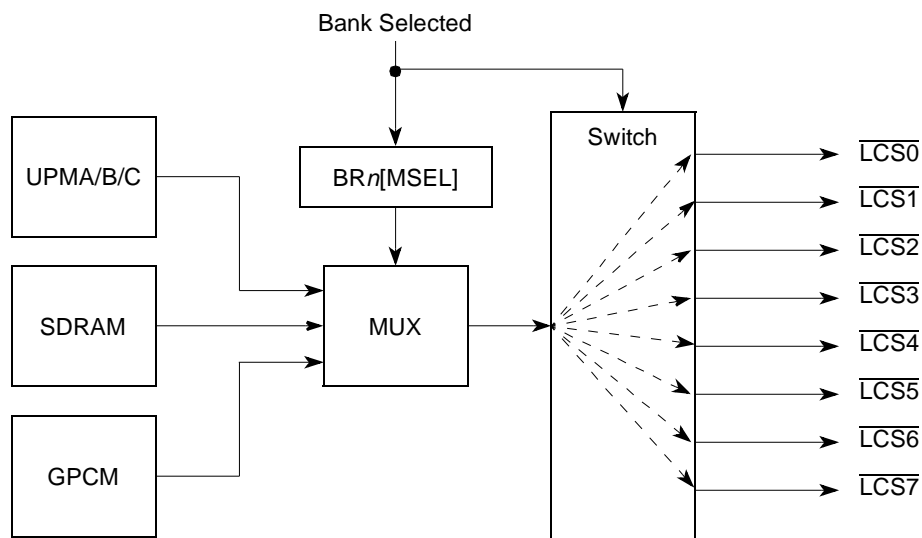 Bank Selected
Switch
UPMA/B/C
BRn[MSEL]
SDRAM
MUX
GPCM
LCS0
LCS1
LCS2
LCS3
LCS4
LCS5
LCS6
LCS7